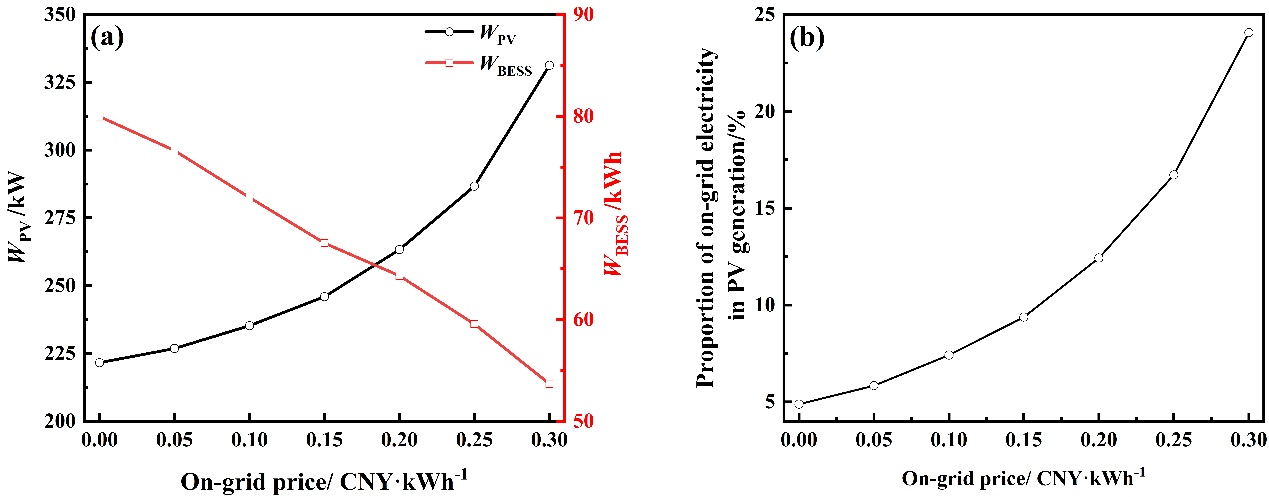 (a)
W_PV
W_BESS
350
325
300
275
250
225
200
W_PV /kW
90
80
70
60
50
W_BESS /kWh
0.00 0.05 0.10 0.15 0.20 0.25 0.30
On-grid price/ CNY·kWh⁻¹
(b)
25
20
15
10
5
Proportion of on-grid electricity
in PV generation/%
0.00 0.05 0.10 0.15 0.20 0.25 0.30
On-grid price/ CNY·kWh⁻¹